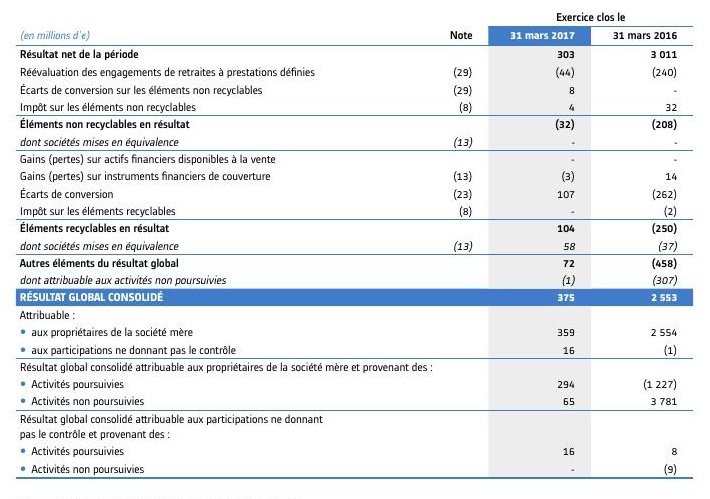 Exercice clos le
(en millions d'€) Note 31 mars 2017 31 mars 2016
Résultat net de la période 303 3 011
Réévaluation des engagements de retraites à prestations définies (29) (44) (240)
Écarts de conversion sur les éléments non recyclables (29) 8 -
Impôt sur les éléments non recyclables (8) 4 32
Éléments non recyclables en résultat (32) (208)
dont sociétés mises en équivalence (13) - -
Gains (pertes) sur actifs financiers disponibles à la vente - -
Gains (pertes) sur instruments financiers de couverture (13) (3) 14
Écarts de conversion (23) 107 (262)
Impôt sur les éléments recyclables (8) - (2)
Éléments recyclables en résultat 104 (250)
dont sociétés mises en équivalence (13) 58 (37)
Autres éléments du résultat global 72 (458)
dont attribuable aux activités non poursuivies (1) (307)
RÉSULTAT GLOBAL CONSOLIDÉ 375 2 553
Attribuable :
• aux propriétaires de la société mère 359 2 554
• aux participations ne donnant pas le contrôle 16 (1)
Résultat global consolidé attribuable aux propriétaires de la société mère et provenant des :
• Activités poursuivies 294 (1 227)
• Activités non poursuivies 65 3 781
Résultat global consolidé attribuable aux participations ne donnant
pas le contrôle et provenant des :
• Activités poursuivies 16 8
• Activités non poursuivies - (9)